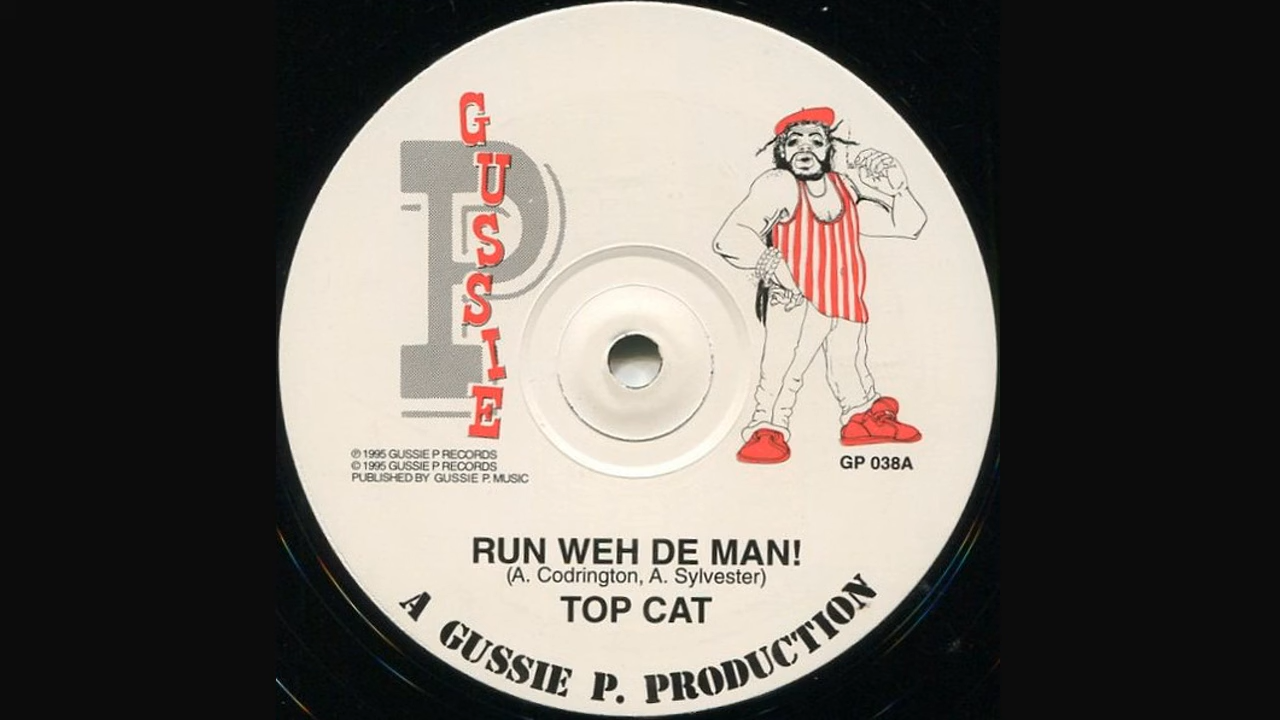 GUSSIE
P
℗ 1995 GUSSIE P RECORDS
© 1995 GUSSIE P RECORDS
PUBLISHED BY GUSSIE P. MUSIC
GP 038A
RUN WEH DE MAN!
(A. Codrington, A. Sylvester)
TOP CAT
A GUSSIE P. PRODUCTION